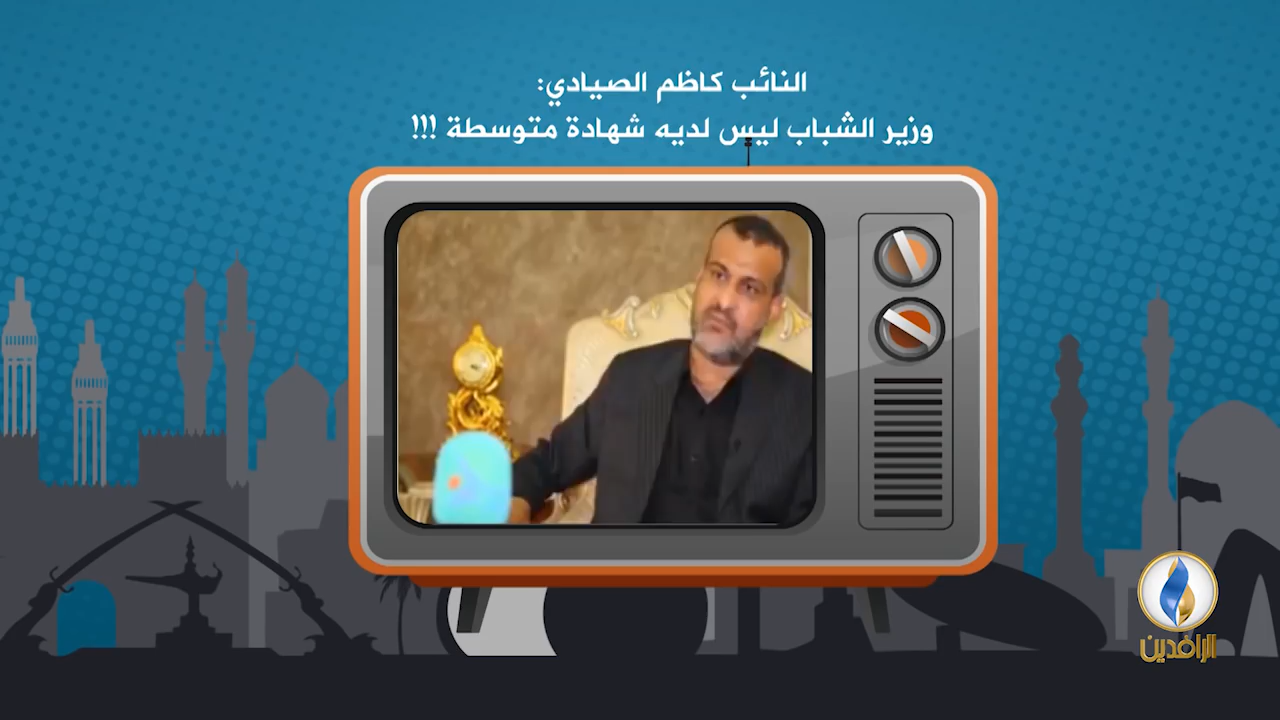 النائب كاظم الصيادي:
وزير الشباب ليس لديه شهادة متوسطة !!!
الرافدين